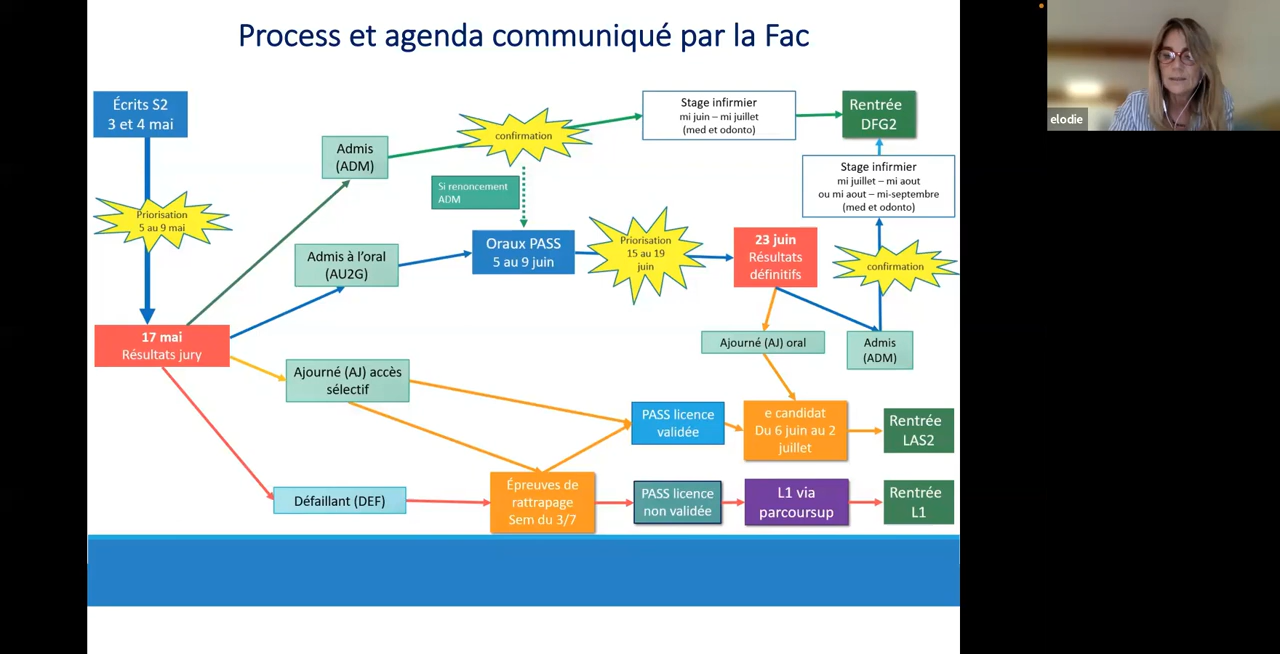 Process et agenda communiqué par la Fac
elodie
Écrits S2
3 et 4 mai
Priorisation
5 au 9 mai
17 mai
Résultats jury
Admis
(ADM)
confirmation
Stage infirmier
mi juin – mi juillet
(med et odonto)
Rentrée
DFG2
Si renoncement
ADM
Admis à l'oral
(AU2G)
Oraux PASS
5 au 9 juin
Priorisation
15 au 19
juin
23 juin
Résultats
définitifs
Stage infirmier
mi juillet – mi aout
ou mi aout – mi-septembre
(med et odonto)
confirmation
Ajourné (AJ) oral
Admis
(ADM)
Ajourné (AJ) accès
sélectif
PASS licence
validée
e candidat
Du 6 juin au 2
juillet
Rentrée
LAS2
Défaillant (DEF)
Épreuves de
rattrapage
Sem du 3/7
PASS licence
non validée
L1 via
parcoursup
Rentrée
L1